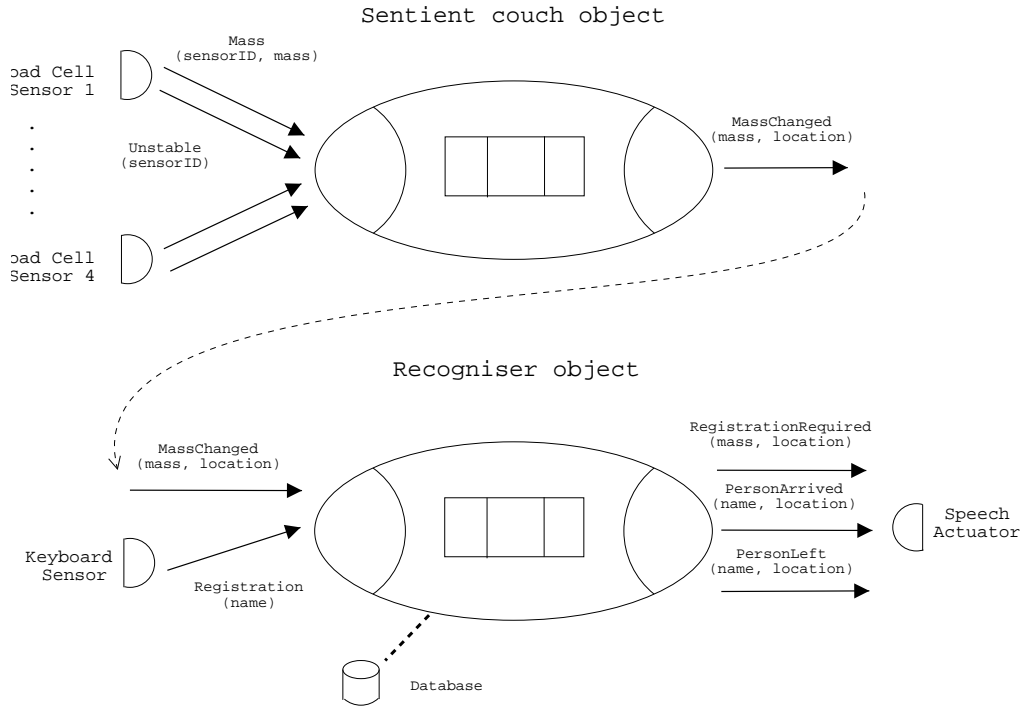 Sentient couch object
Mass
(sensorID, mass)
oad Cell
Sensor 1
Unstable
(sensorID)
MassChanged
(mass, location)
oad Cell
Sensor 4
Recogniser object
MassChanged
(mass, location)
RegistrationRequired
(mass, location)
PersonArrived
(name, location)
Speech
Actuator
PersonLeft
(name, location)
Keyboard
Sensor
Registration
(name)
Database